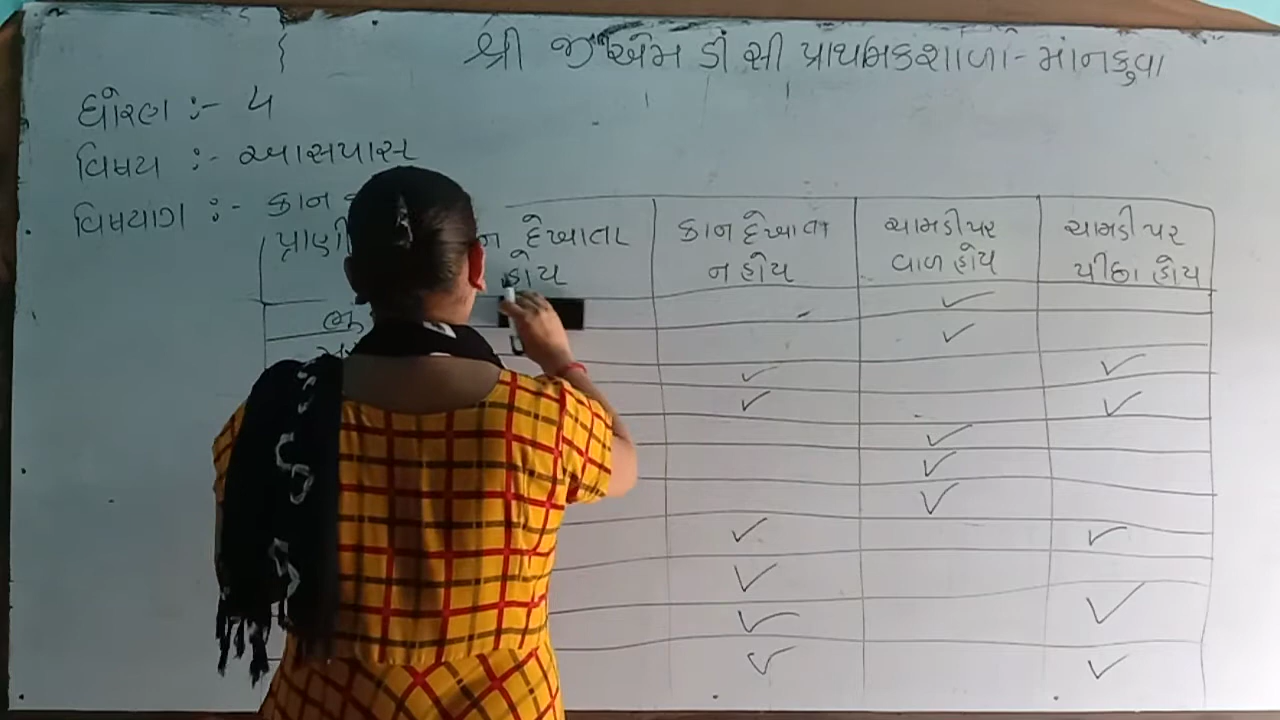 શ્રી જી એમ ડી સી પ્રાથમિકશાળા - માંનકુવા
ધોરણ :- ૫
વિષય :- આસપાસ
વિષયાગ :- કાન
પ્રાણી દેખાતા હોય
કાન દેખાતા ન હોય
ચામડી પર વાળ હોય
ચામડી પર પીછા હોય